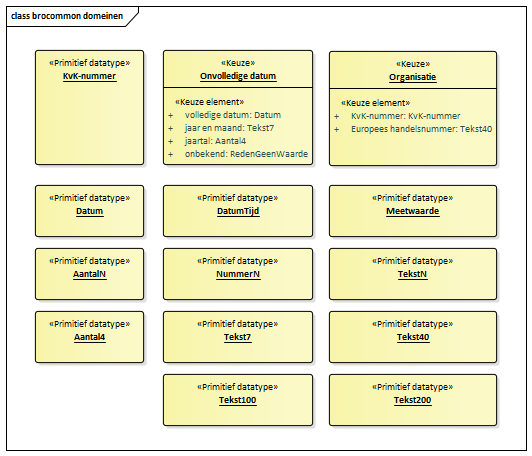 class brocommon domeinen
«Primitief datatype»
KvK-nummer
«Keuze»
Onvolledige datum
«Keuze element»
+ volledige datum: Datum
+ jaar en maand: Tekst7
+ jaartal: Aantal4
+ onbekend: RedenGeenWaarde
«Keuze»
Organisatie
«Keuze element»
+ KvK-nummer: KvK-nummer
+ Europees handelsnummer: Tekst40
«Primitief datatype»
Datum
«Primitief datatype»
DatumTijd
«Primitief datatype»
Meetwaarde
«Primitief datatype»
AantalN
«Primitief datatype»
NummerN
«Primitief datatype»
TekstN
«Primitief datatype»
Aantal4
«Primitief datatype»
Tekst7
«Primitief datatype»
Tekst40
«Primitief datatype»
Tekst100
«Primitief datatype»
Tekst200